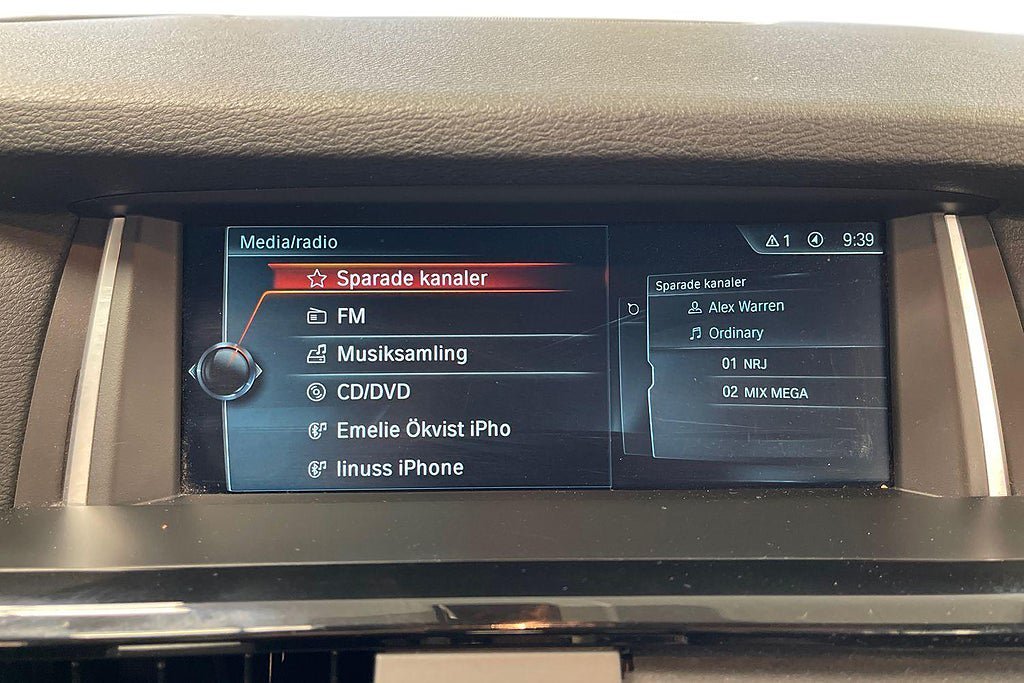 Media/radio
Sparade kanaler
FM
Musiksamling
CD/DVD
Emelie Ökvist iPho
linuss iPhone
1 9:39
Sparade kanaler
Alex Warren
Ordinary
01 NRJ
02 MIX MEGA